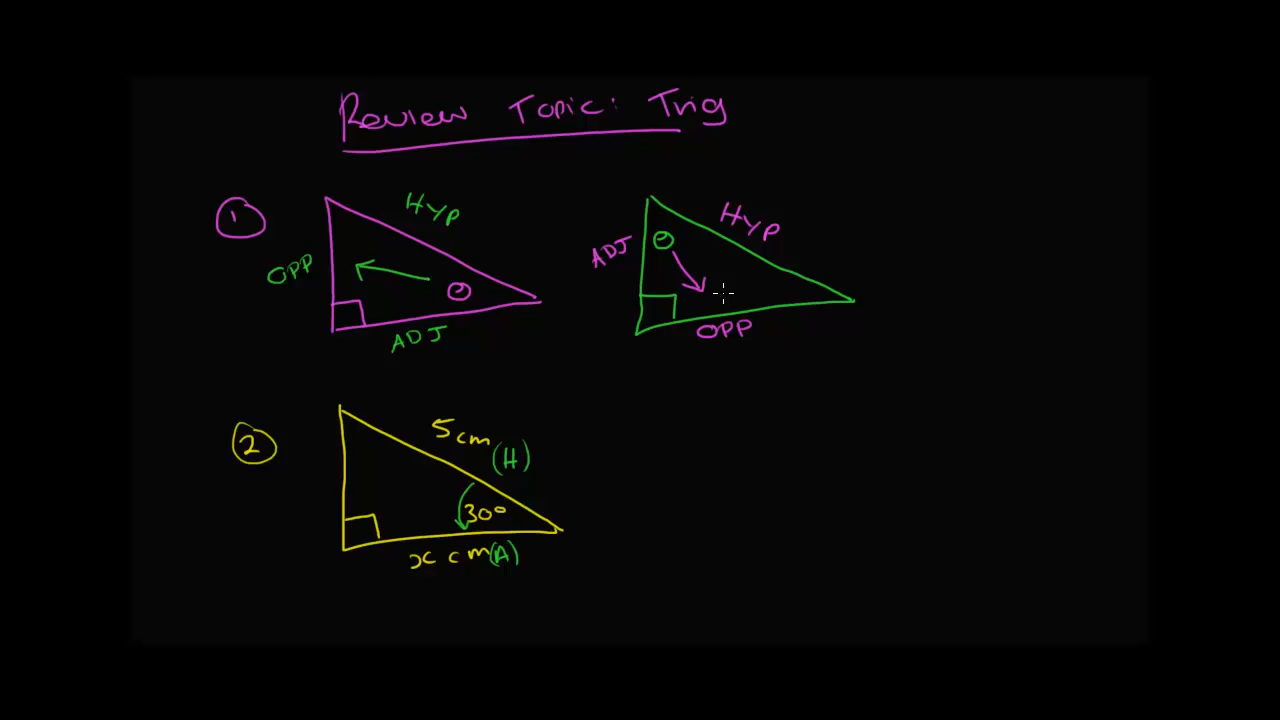 Review Topic: Trig
1
HYP
OPP
Θ
ADJ
HYP
ADJ
Θ
OPP
2
5cm (H)
30°
x cm (A)